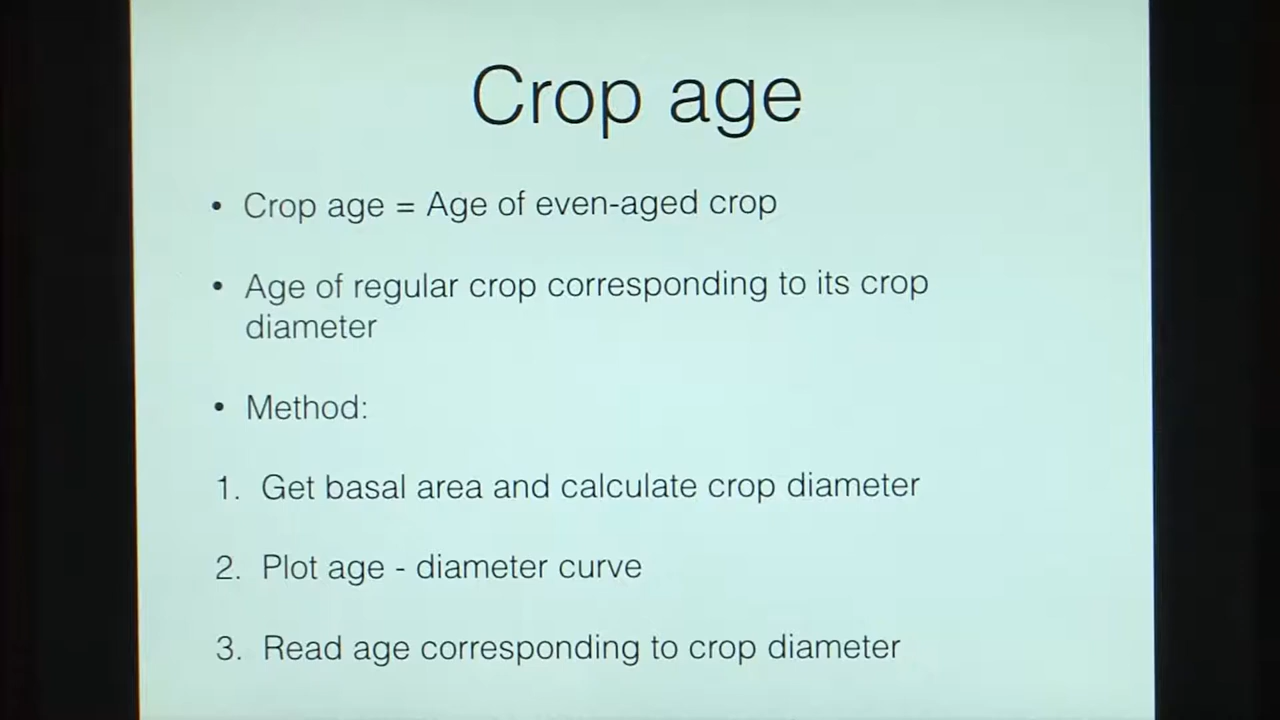 Crop age
• Crop age = Age of even-aged crop
• Age of regular crop corresponding to its crop
diameter
• Method:
1. Get basal area and calculate crop diameter
2. Plot age - diameter curve
3. Read age corresponding to crop diameter